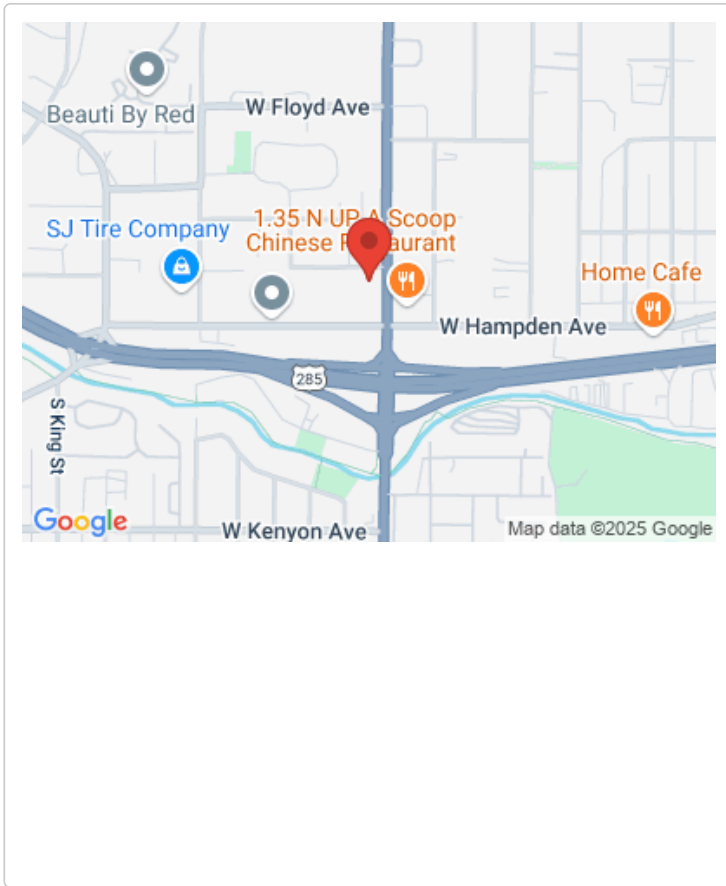 Beauti By Red
W Floyd Ave
SJ Tire Company
1.35 N UP A Scoop
Chinese Restaurant
Home Cafe
W Hampden Ave
285
S King St
Google
W Kenyon Ave
Map data ©2025 Google